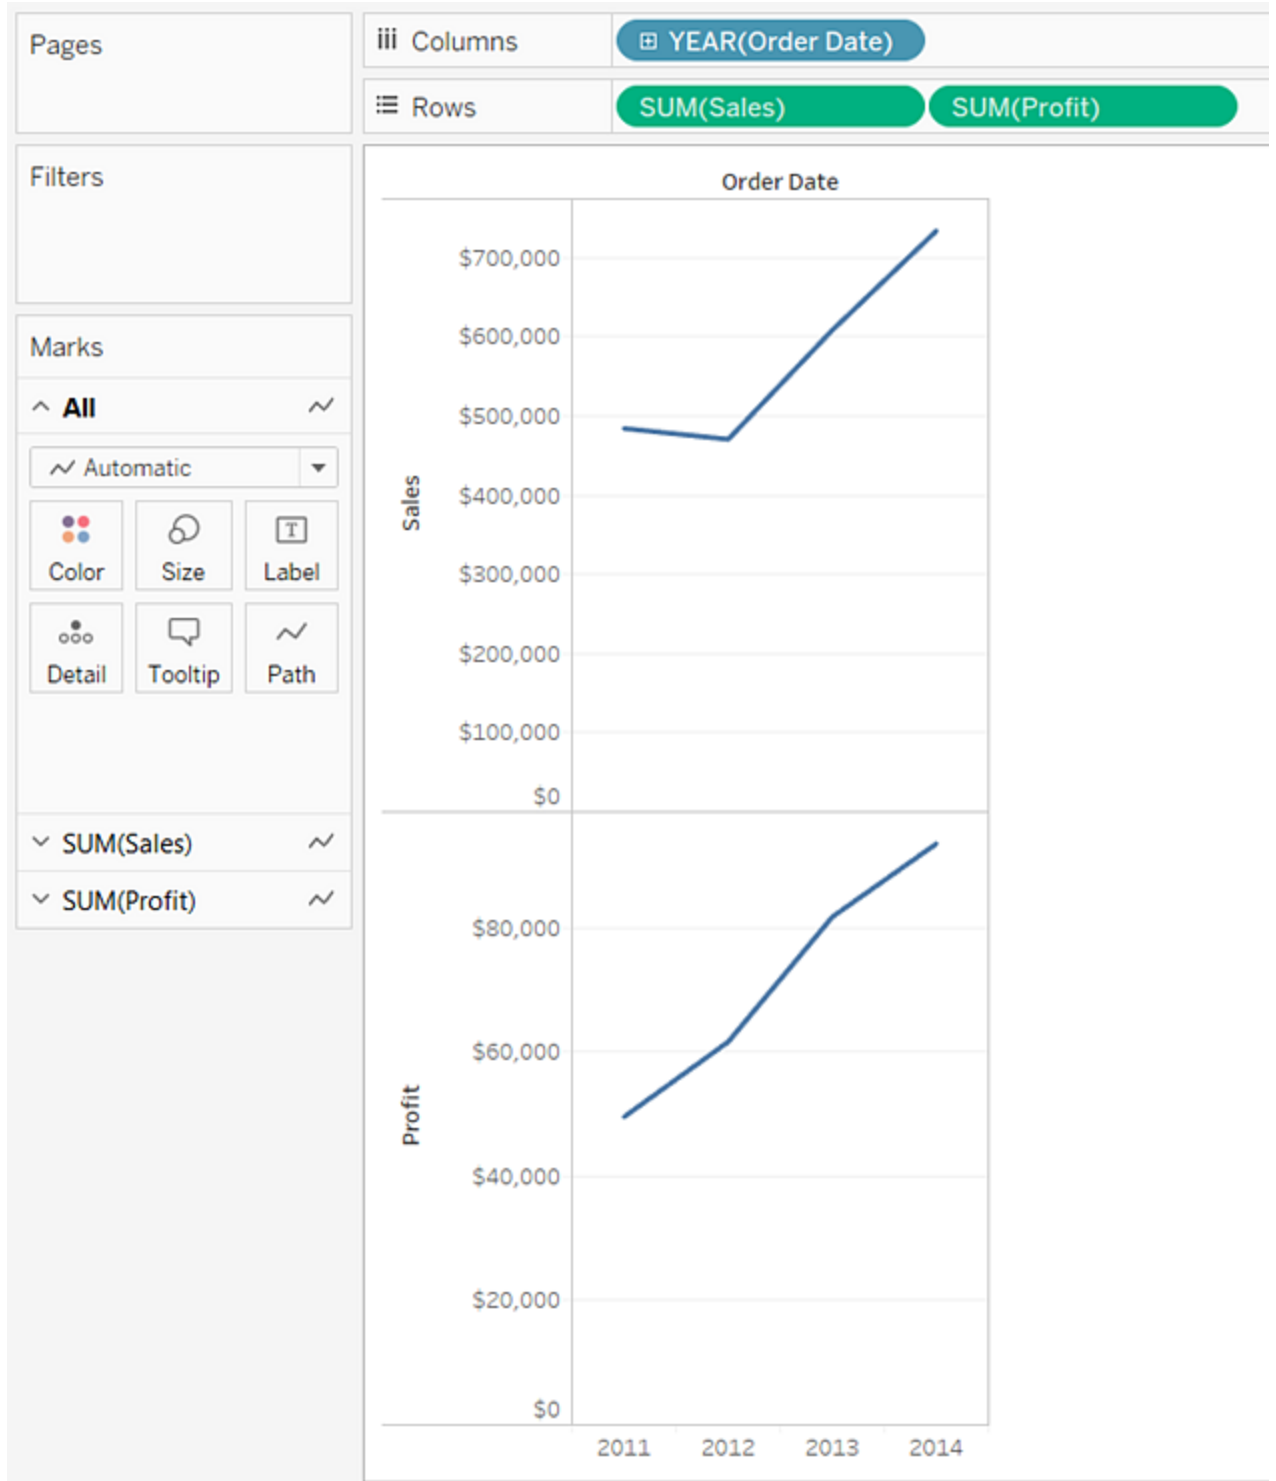 Pages
Columns
YEAR(Order Date)
Rows
SUM(Sales)
SUM(Profit)
Filters
Marks
All
Automatic
Color
Size
Label
Detail
Tooltip
Path
SUM(Sales)
SUM(Profit)
Order Date
Sales
$700,000
$600,000
$500,000
$400,000
$300,000
$200,000
$100,000
$0
Profit
$80,000
$60,000
$40,000
$20,000
$0
2011 2012 2013 2014